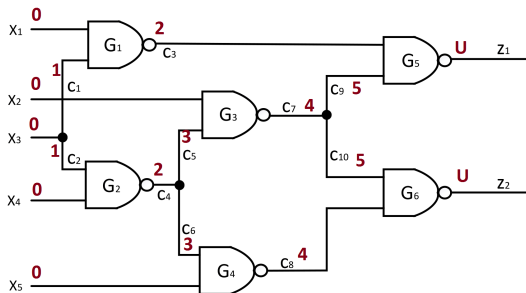 0 2 U
X1 G1 C3 G5 Z1
1
0 C1 C9 5
X2 G3 C7 4
0 3
X3 C5
1 C2 2 C10 5 U
0 G2 C4 G6 Z2
X4
C6
3 4
0 G4 C8
X5